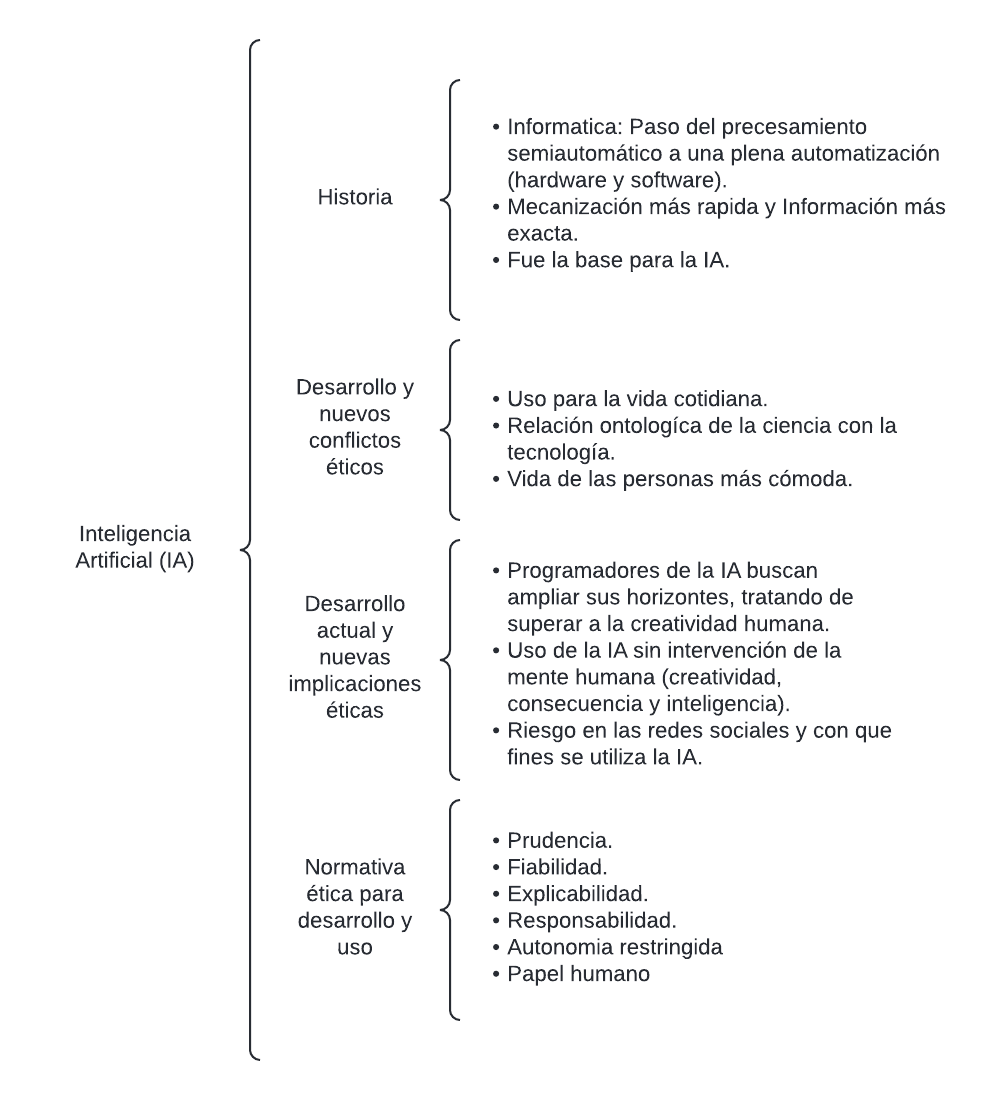 Inteligencia
Artificial (IA)
Historia
• Informatica: Paso del precesamiento
semiautomático a una plena automatización
(hardware y software).
• Mecanización más rapida y Información más
exacta.
• Fue la base para la IA.
Desarrollo y
nuevos
conflictos
éticos
• Uso para la vida cotidiana.
• Relación ontologíca de la ciencia con la
tecnología.
• Vida de las personas más cómoda.
Desarrollo
actual y
nuevas
implicaciones
éticas
• Programadores de la IA buscan
ampliar sus horizontes, tratando de
superar a la creatividad humana.
• Uso de la IA sin intervención de la
mente humana (creatividad,
consecuencia y inteligencia).
• Riesgo en las redes sociales y con que
fines se utiliza la IA.
Normativa
ética para
desarrollo y
uso
• Prudencia.
• Fiabilidad.
• Explicabilidad.
• Responsabilidad.
• Autonomia restringida
• Papel humano